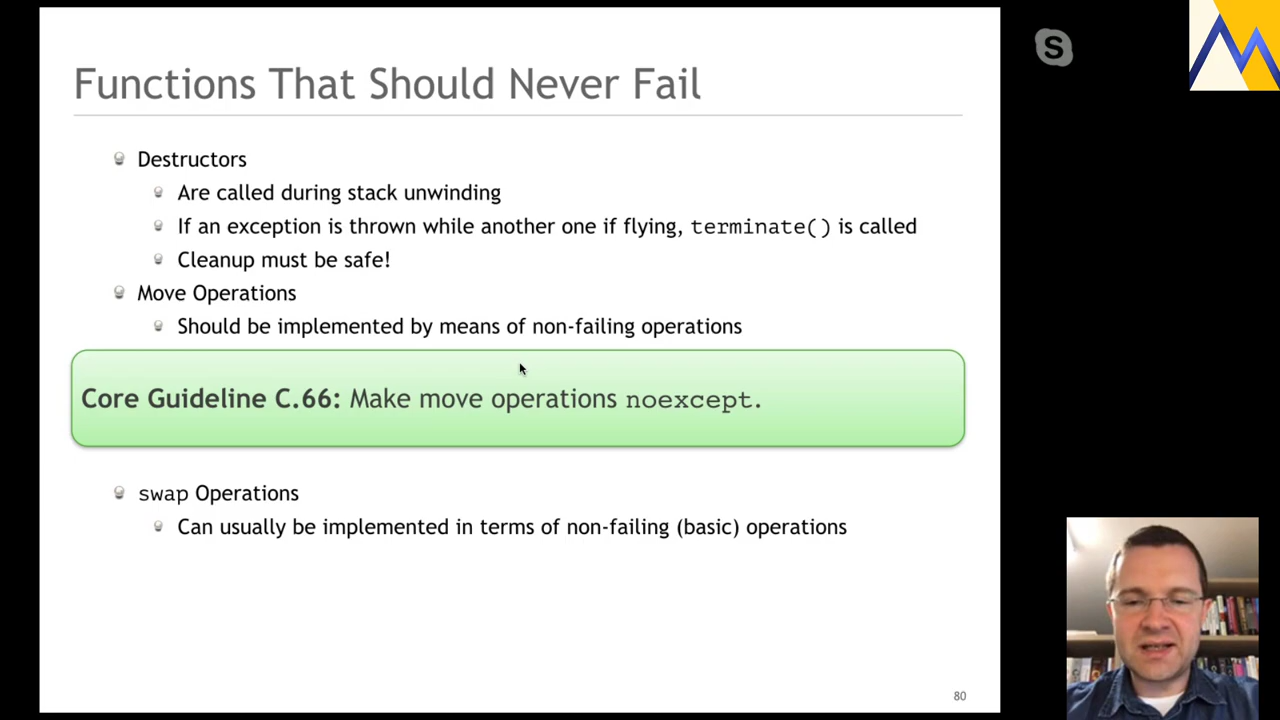 Functions That Should Never Fail
Destructors
Are called during stack unwinding
If an exception is thrown while another one if flying, terminate() is called
Cleanup must be safe!
Move Operations
Should be implemented by means of non-failing operations
Core Guideline C.66: Make move operations noexcept.
swap Operations
Can usually be implemented in terms of non-failing (basic) operations
80
S